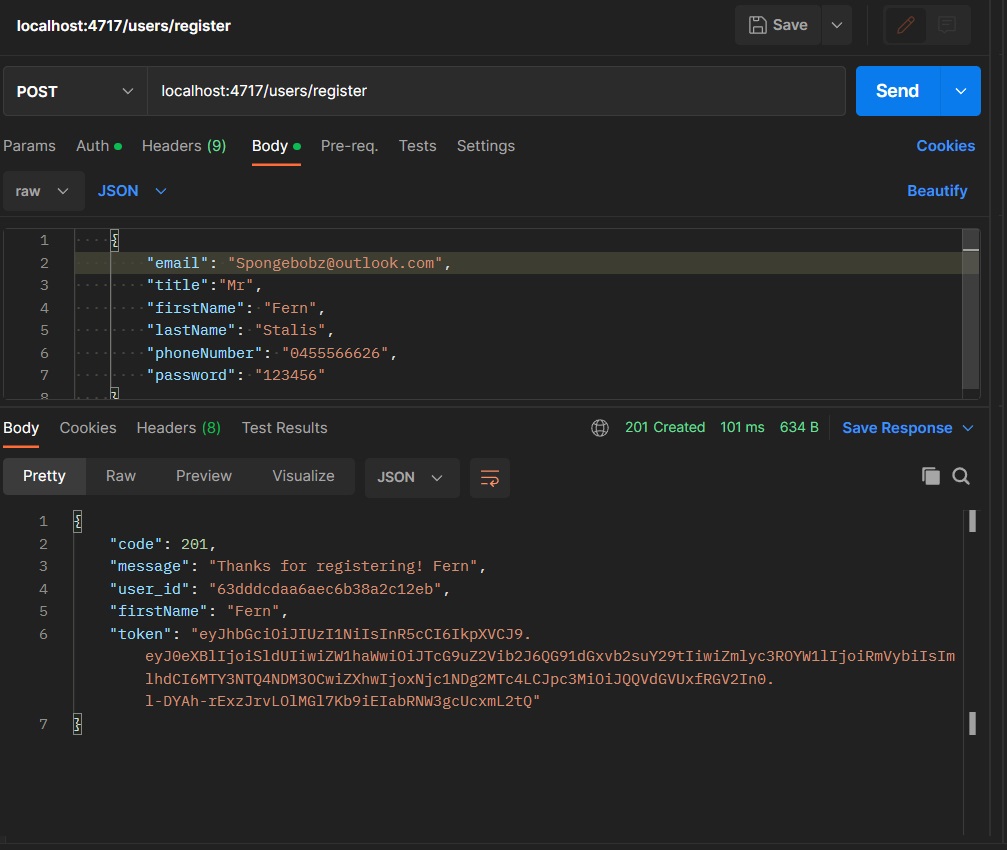 localhost:4717/users/register
Save
POST
localhost:4717/users/register
Send
Params Auth Headers (9) Body Pre-req. Tests Settings Cookies
raw JSON Beautify
1 {
2 "email": "Spongebobz@outlook.com",
3 "title":"Mr",
4 "firstName": "Fern",
5 "lastName": "Stalis",
6 "phoneNumber": "0455566626",
7 "password": "123456"
8 }
Body Cookies Headers (8) Test Results 201 Created 101 ms 634 B Save Response
Pretty Raw Preview Visualize JSON
1 {
2 "code": 201,
3 "message": "Thanks for registering! Fern",
4 "user_id": "63dddcdaa6aec6b38a2c12eb",
5 "firstName": "Fern",
6 "token": "eyJhbGciOiJIUzI1NiIsInR5cCI6IkpXVCJ9.
eyJ0eXBlIjoiSldUIiwiZW1haWwiOiJTcG9uZ2Vib2J6QG91dGxvb2suY29tIiwiZmlyc3ROYW1lIjoiRmVybiIsIm
lhdCI6MTY3NTQ4NDM3OCwiZXhwIjoxNjc1NDg2MTc4LCJpc3MiOiJQQVdGVUxfRGV2In0.
l-DYAh-rExzJrvLOlMGl7Kb9iEIabRNW3gcUcxmL2tQ"
7 }